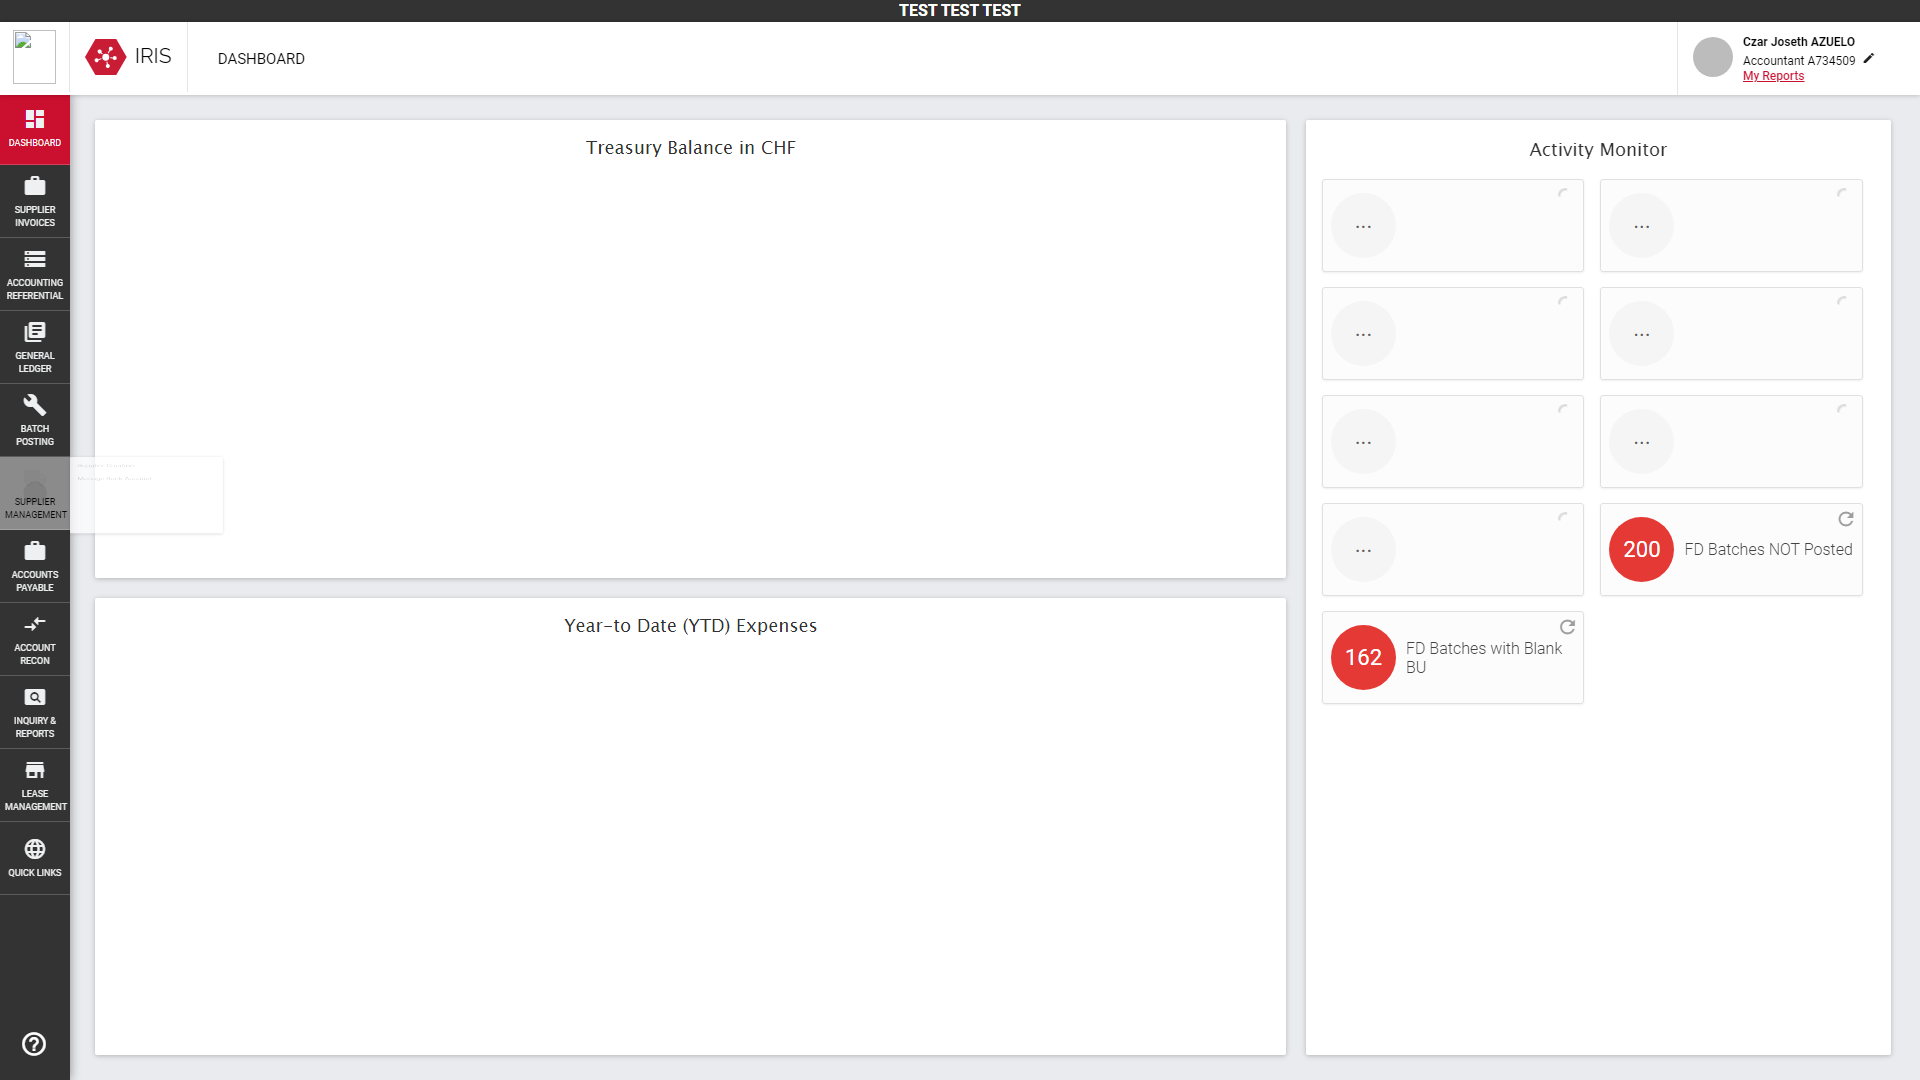 TEST TEST TEST
IRIS
DASHBOARD
Czar Joseth AZUELO
Accountant A734509
My Reports
DASHBOARD
SUPPLIER
INVOICES
ACCOUNTING
REFERENTIAL
GENERAL
LEDGER
BATCH
POSTING
SUPPLIER
MANAGEMENT
ACCOUNTS
PAYABLE
ACCOUNT
RECON
INQUIRY &
REPORTS
LEASE
MANAGEMENT
QUICK LINKS
Treasury Balance in CHF
Year-to Date (YTD) Expenses
Activity Monitor
...
...
...
...
...
...
...
200
FD Batches NOT Posted
162
FD Batches with Blank
BU